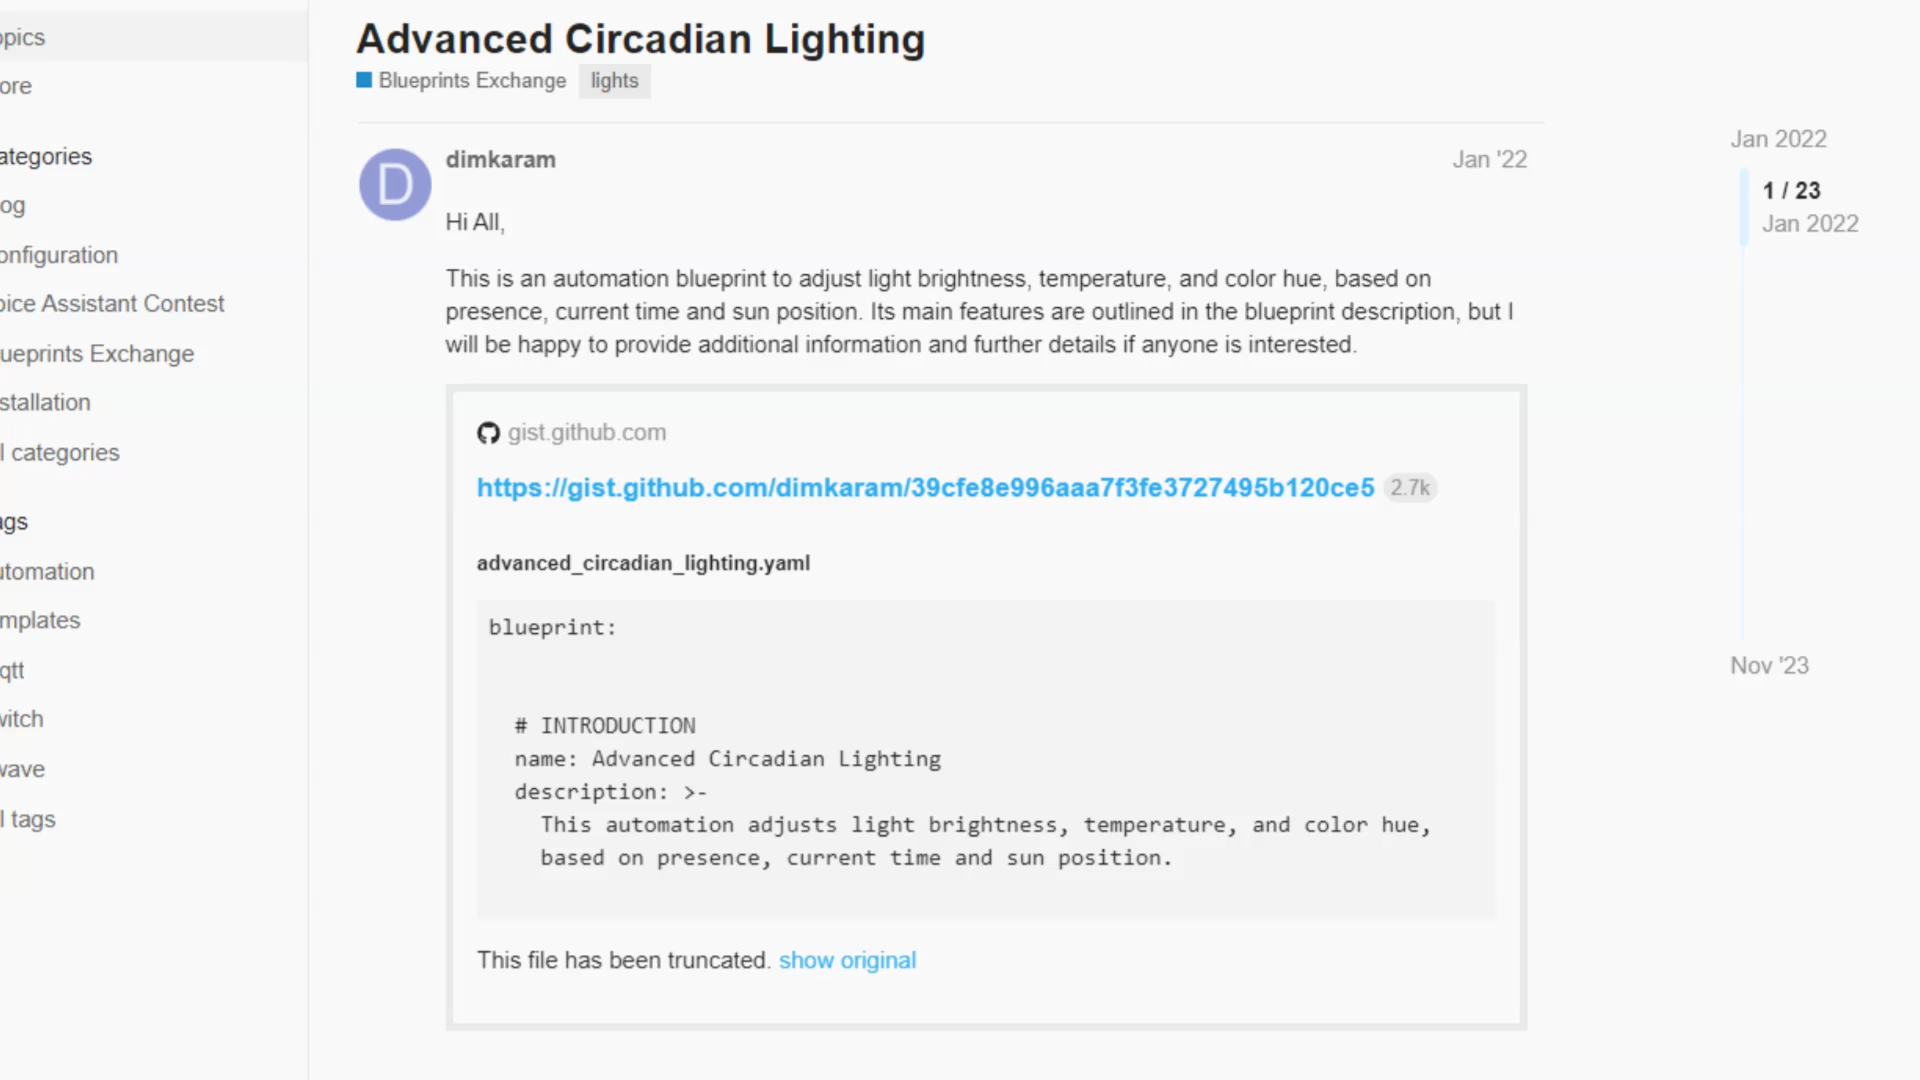 opics
ore
ategories
og
onfiguration
oice Assistant Contest
ueprints Exchange
stallation
l categories
ags
utomation
mplates
qtt
witch
wave
l tags
Advanced Circadian Lighting
Blueprints Exchange lights
D
dimkaram Jan '22
Hi All,
This is an automation blueprint to adjust light brightness, temperature, and color hue, based on
presence, current time and sun position. Its main features are outlined in the blueprint description, but I
will be happy to provide additional information and further details if anyone is interested.
gist.github.com
https://gist.github.com/dimkaram/39cfe8e996aaa7f3fe3727495b120ce5 2.7k
advanced_circadian_lighting.yaml
blueprint:
# INTRODUCTION
name: Advanced Circadian Lighting
description: >-
This automation adjusts light brightness, temperature, and color hue,
based on presence, current time and sun position.
This file has been truncated. show original
Jan 2022
1 / 23
Jan 2022
Nov '23